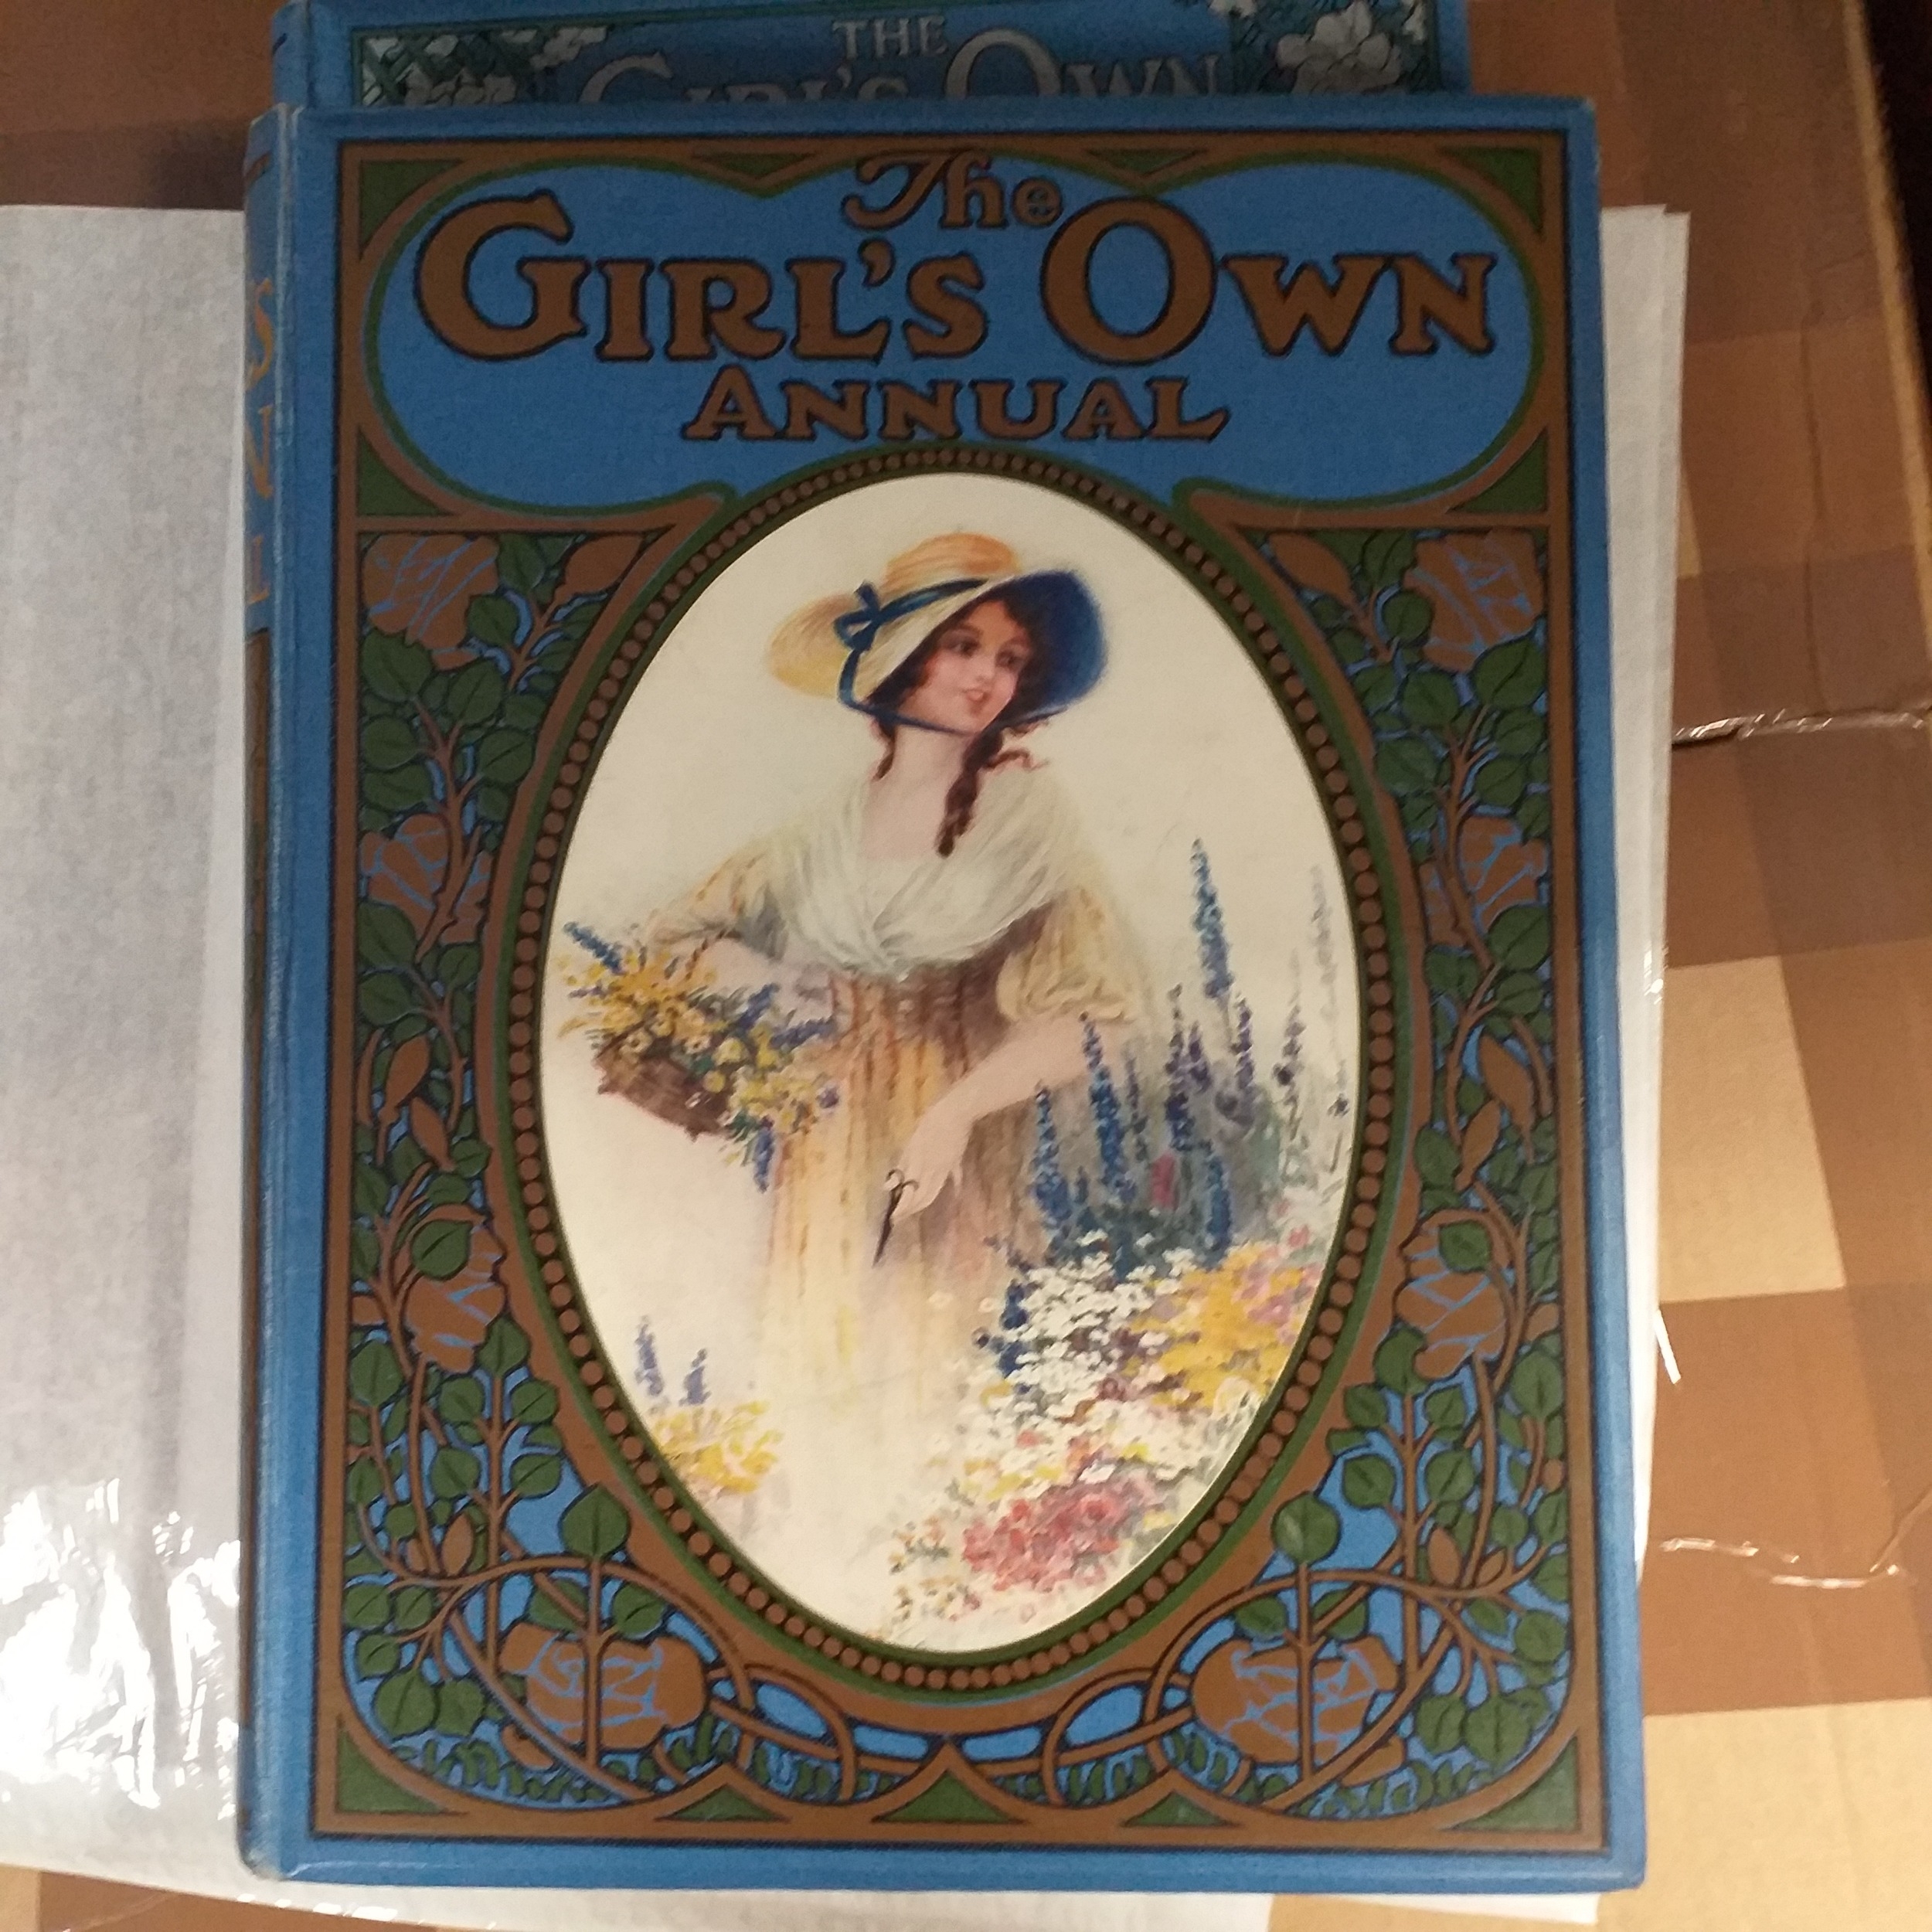 THE
GIRL'S OWN
The
GIRL'S OWN
ANNUAL